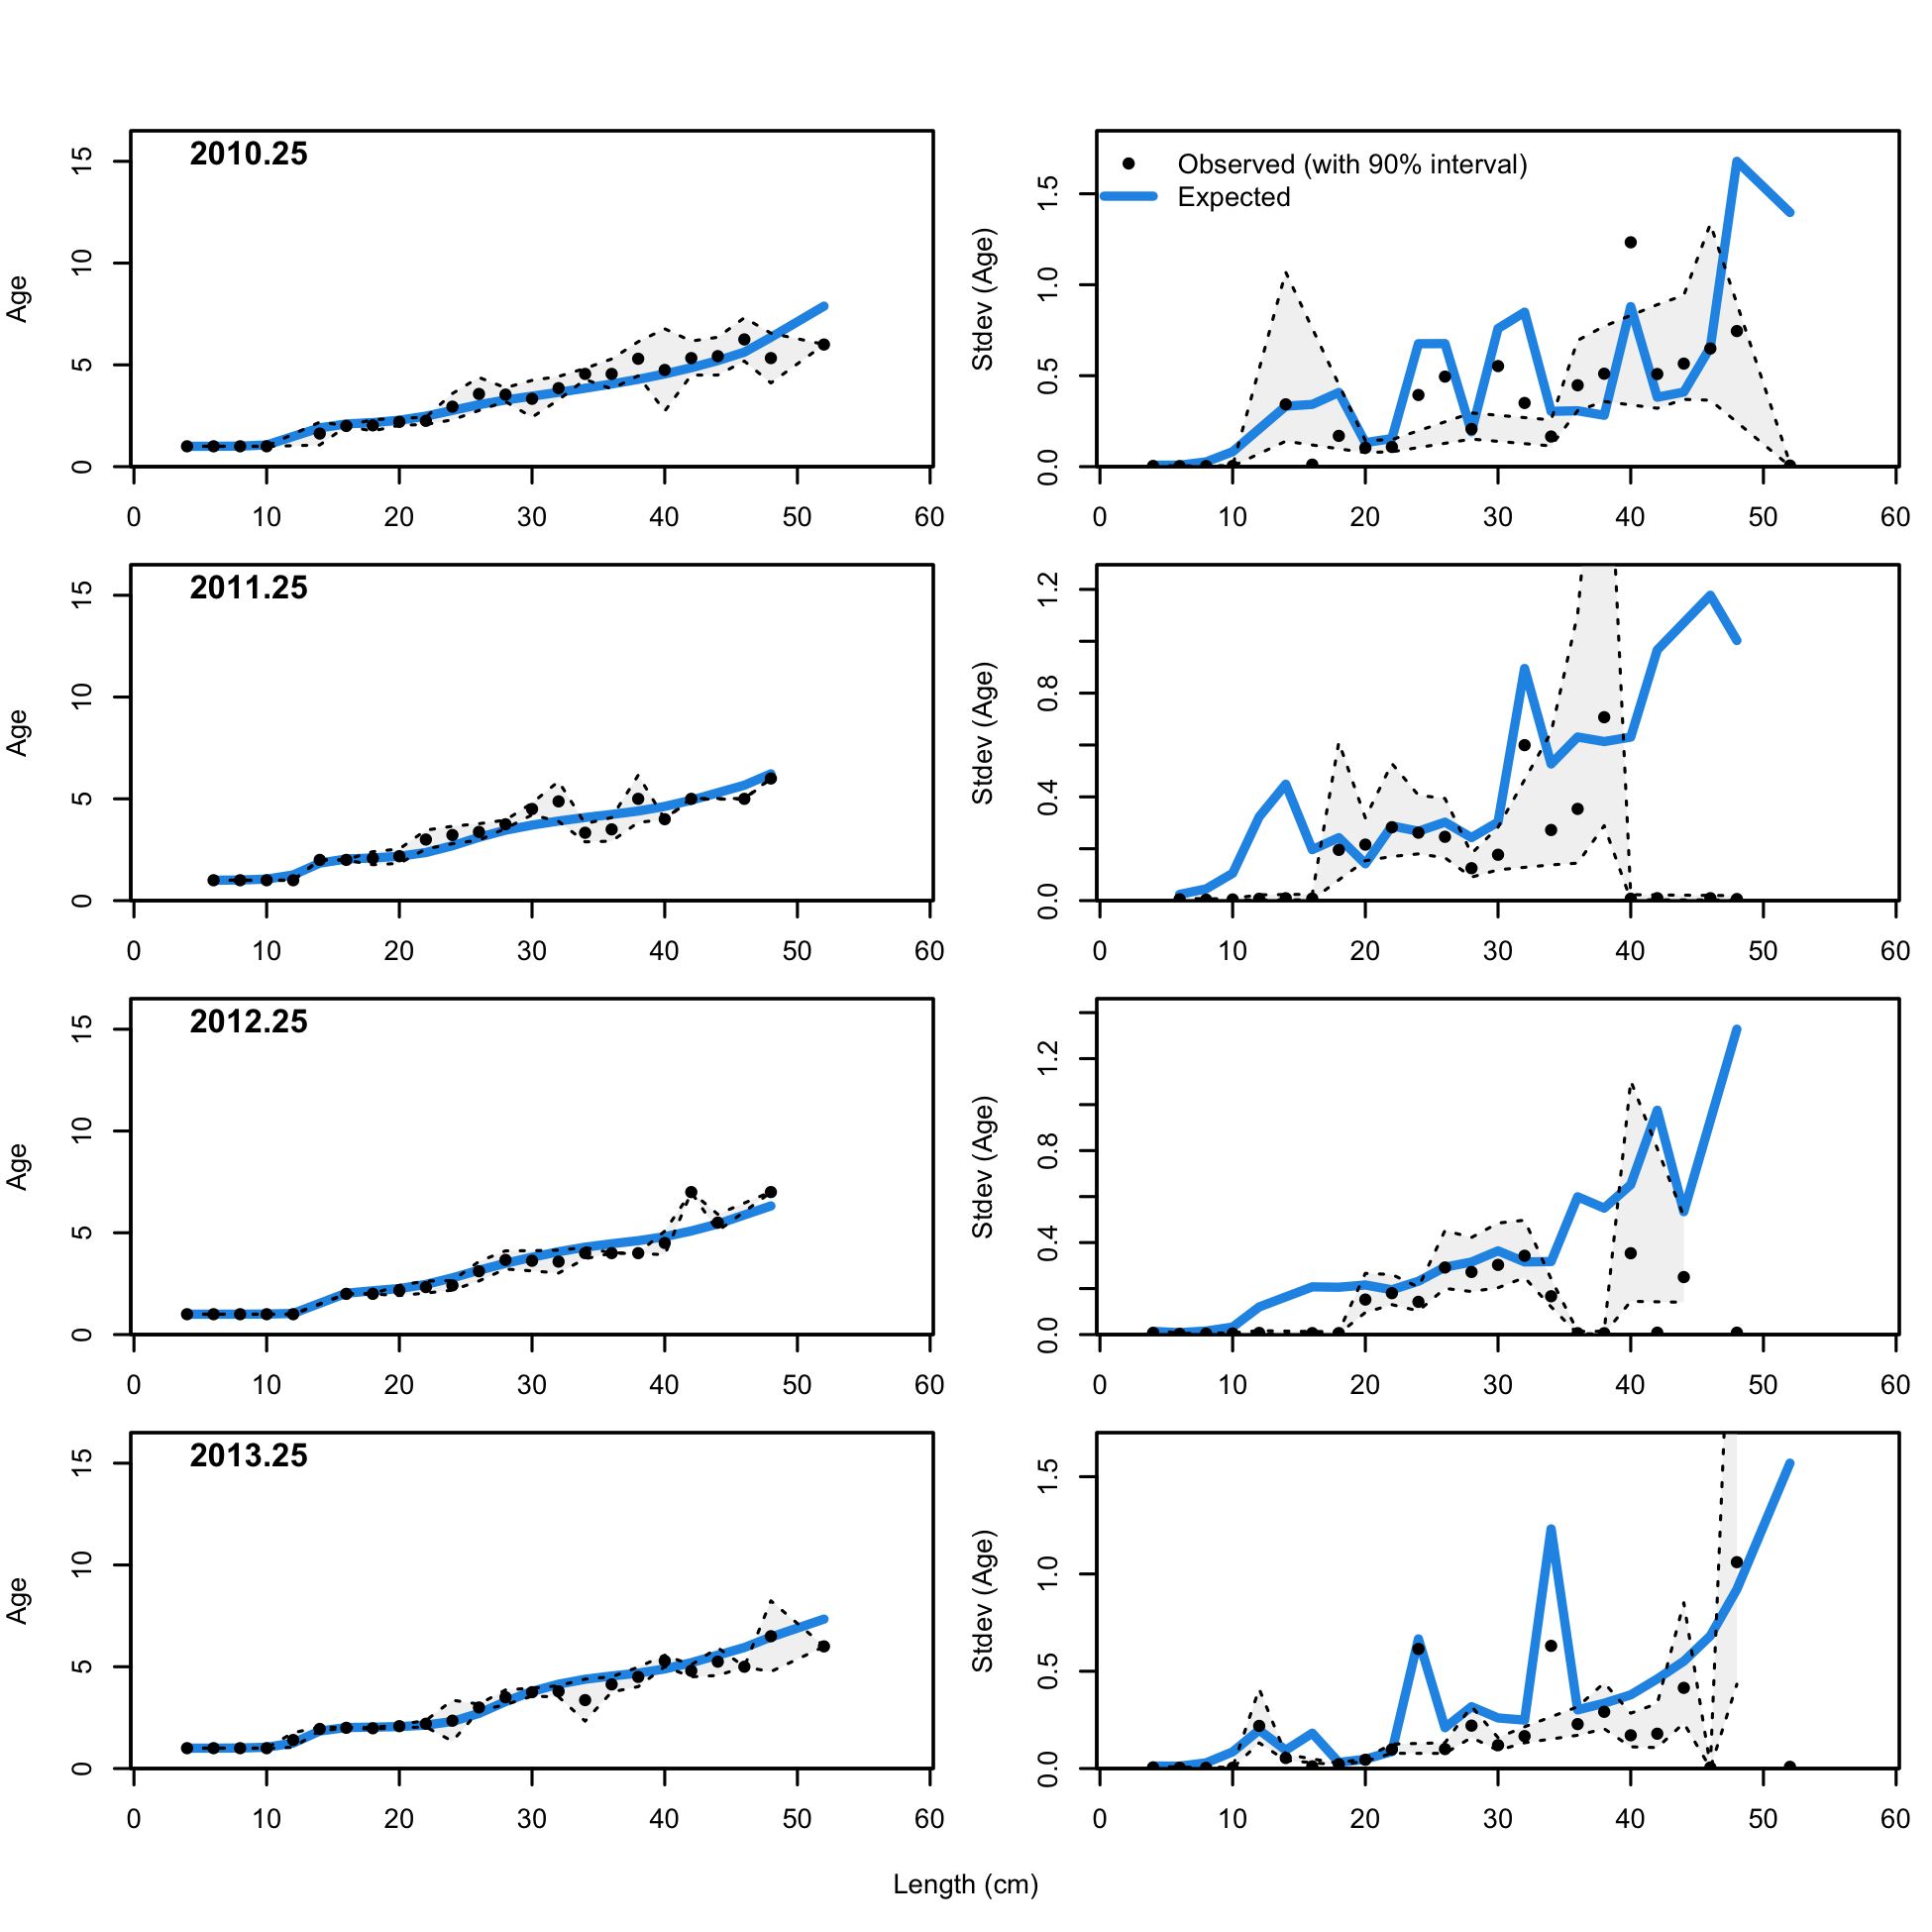 2010.25
Age
0 5 10 15
0 10 20 30 40 50 60
Observed (with 90% interval)
Expected
Stdev (Age)
0.0 0.5 1.0 1.5
0 10 20 30 40 50 60
2011.25
Age
0 5 10 15
0 10 20 30 40 50 60
Stdev (Age)
0.0 0.4 0.8 1.2
0 10 20 30 40 50 60
2012.25
Age
0 5 10 15
0 10 20 30 40 50 60
Stdev (Age)
0.0 0.4 0.8 1.2
0 10 20 30 40 50 60
2013.25
Age
0 5 10 15
0 10 20 30 40 50 60
Stdev (Age)
0.0 0.5 1.0 1.5
0 10 20 30 40 50 60
Length (cm)